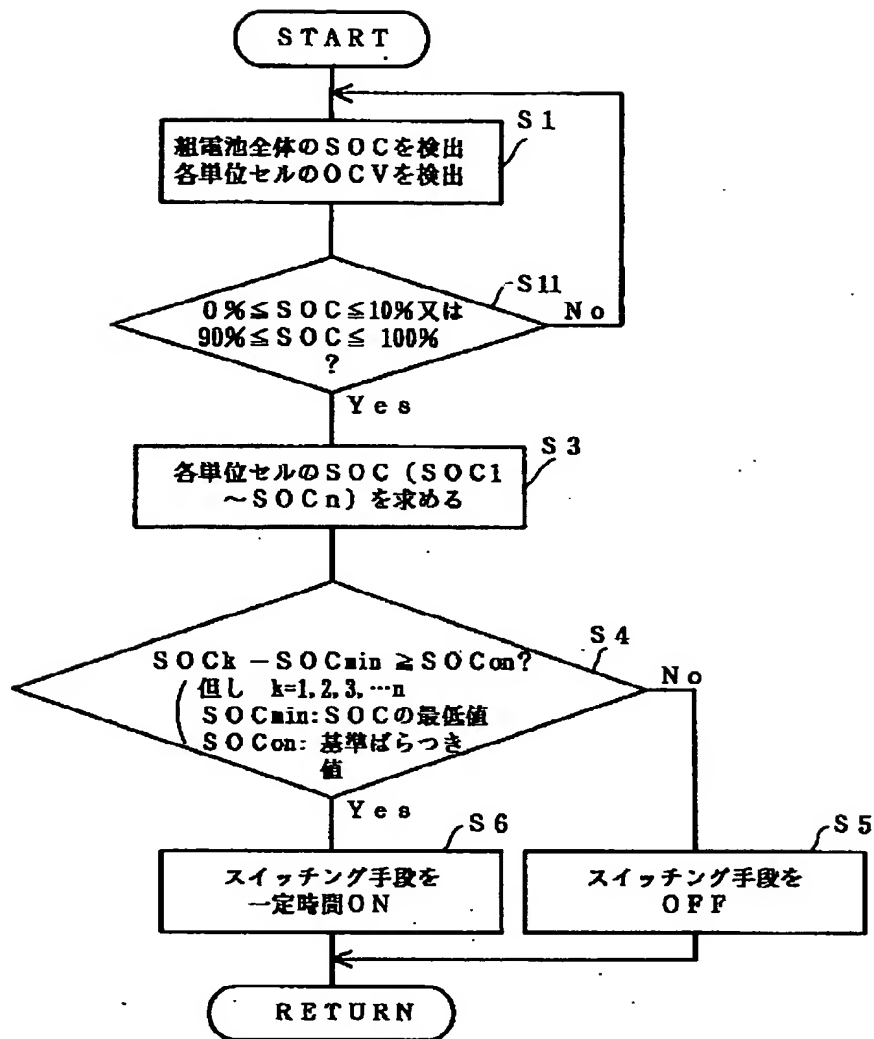 START
S1
組電池全体のSOCを検出
各単位セルのOCVを検出
S11
0%≦SOC≦10%又は
90%≦SOC≦ 100%
?
No
Yes
S3
各単位セルのSOC(SOC1
~SOCn)を求める
S4
SOCk -SOCmin ≧SOCon?
但し k=1,2,3,…n
SOCmin:SOCの最低値
SOCon: 基準ばらつき
値
No
Yes
S6
スイッチング手段を
一定時間ON
S5
スイッチング手段を
OFF
RETURN